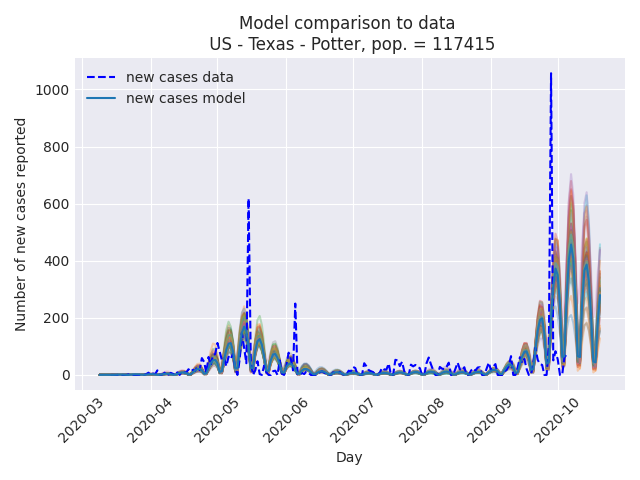 Model comparison to data
US - Texas - Potter, pop. = 117415
new cases data
new cases model
Number of new cases reported
1000
800
600
400
200
0
2020-03
2020-04
2020-05
2020-06
2020-07
2020-08
2020-09
2020-10
Day